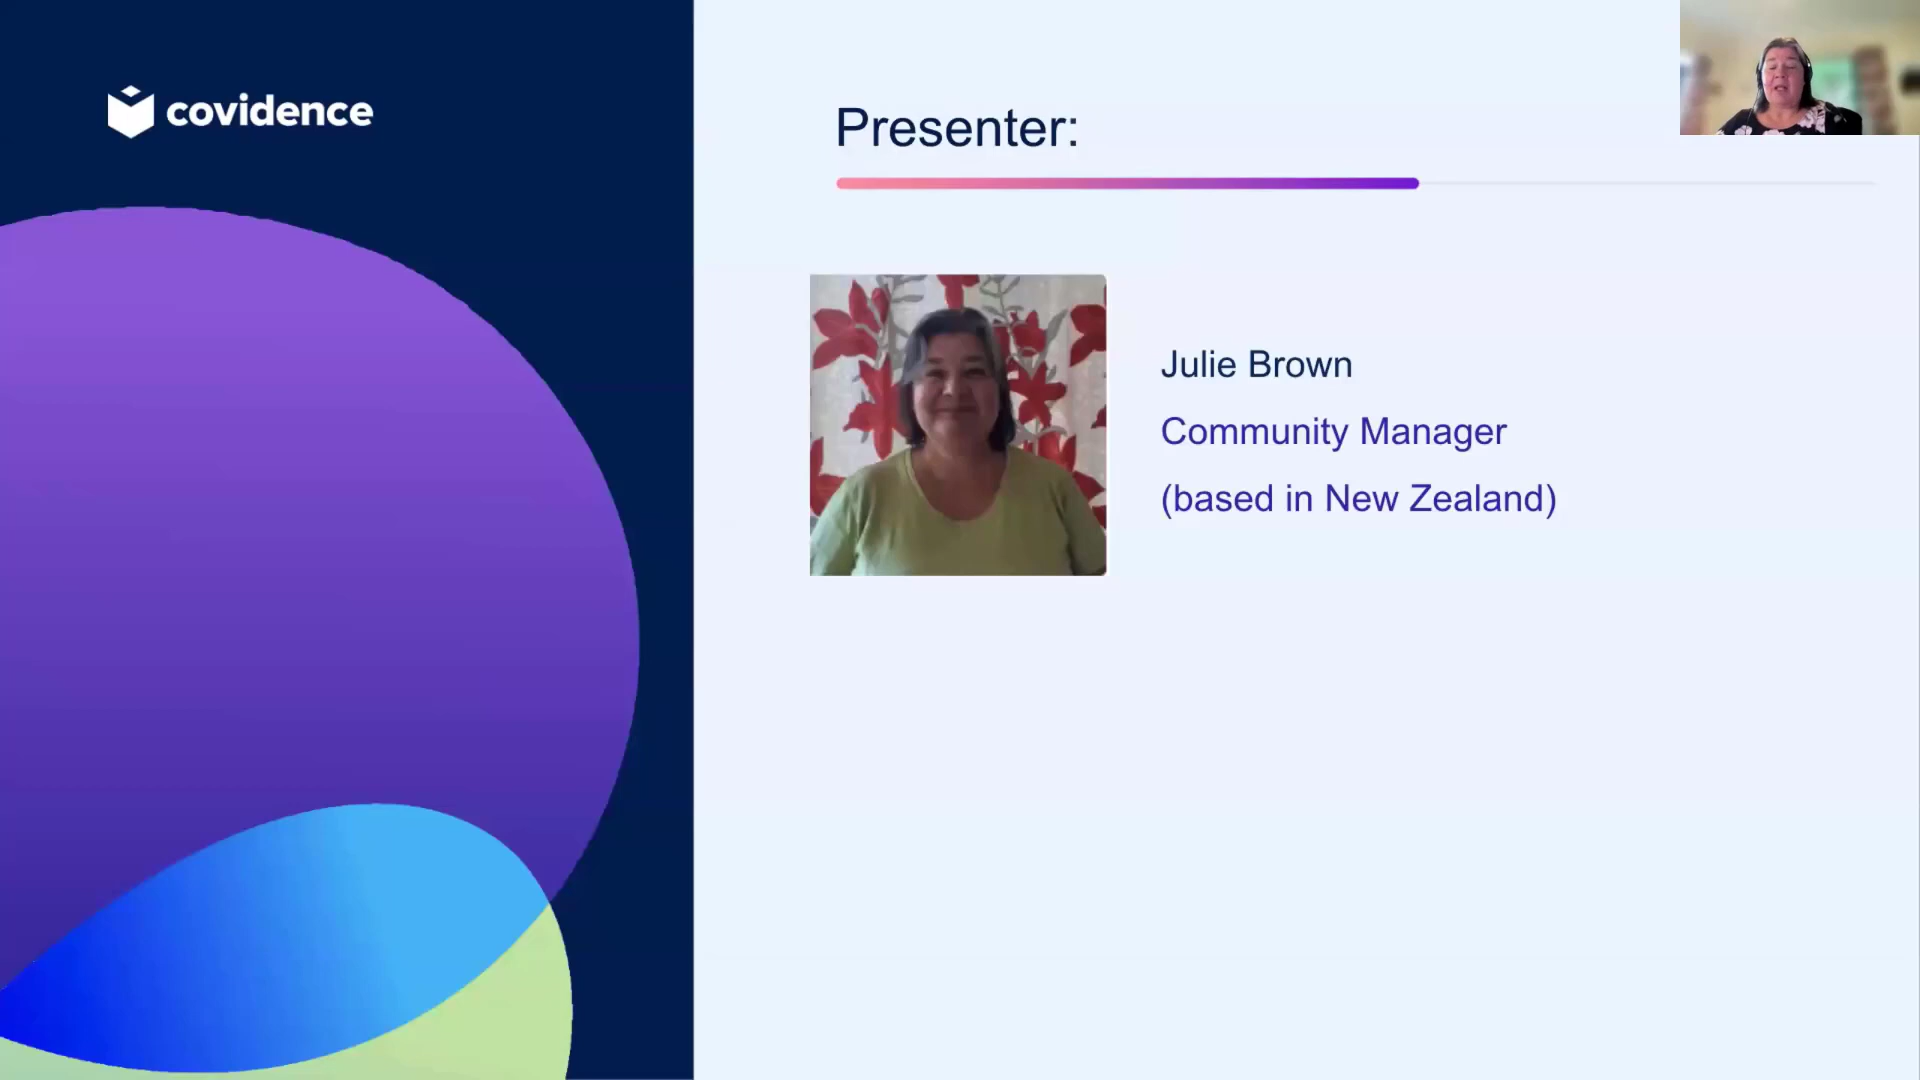 covidence
Presenter:
Julie Brown
Community Manager
(based in New Zealand)